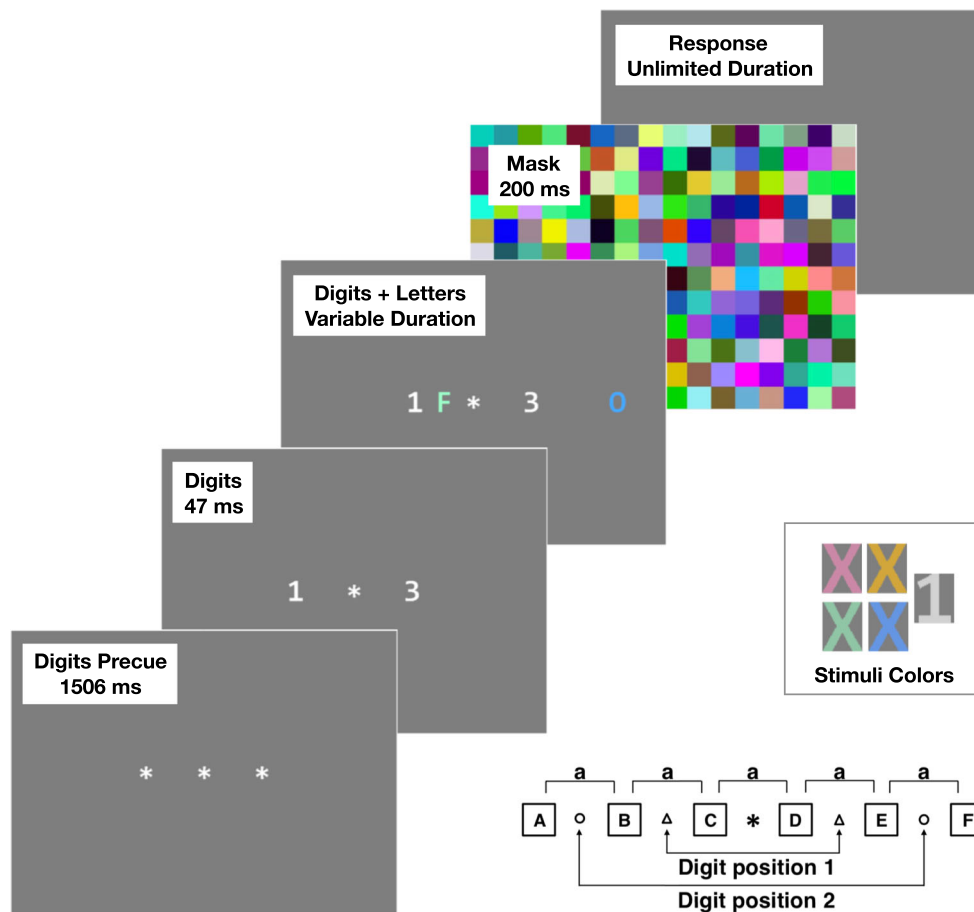 Response
Unlimited Duration
Mask
200 ms
Digits + Letters
Variable Duration
1 F * 3 O
Digits
47 ms
1 * 3
Digits Precue
1506 ms
* * *
X X
1
X X
Stimuli Colors
a a a a a
A B C * D E F
Digit position 1
Digit position 2